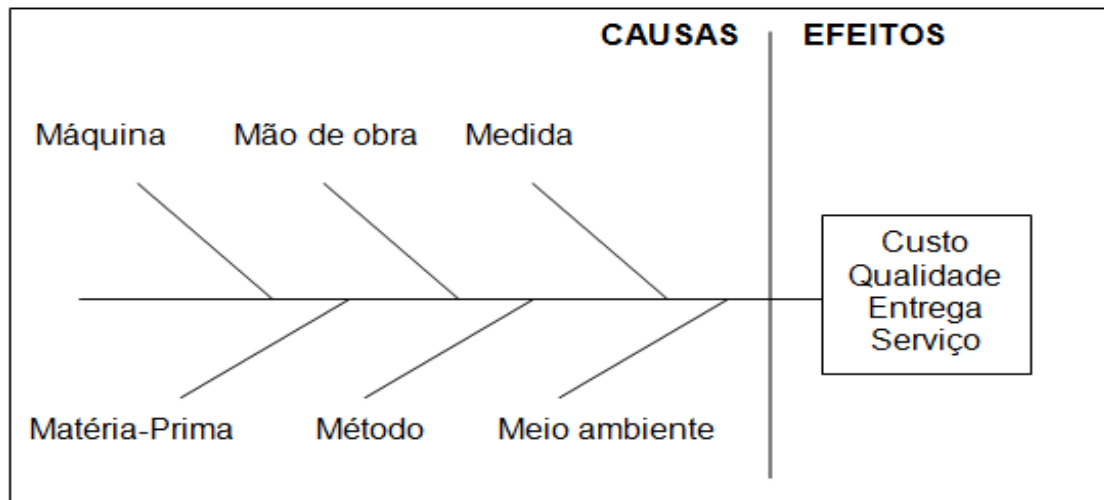 CAUSAS
EFEITOS
Máquina
Mão de obra
Medida
Custo
Qualidade
Entrega
Serviço
Matéria-Prima
Método
Meio ambiente